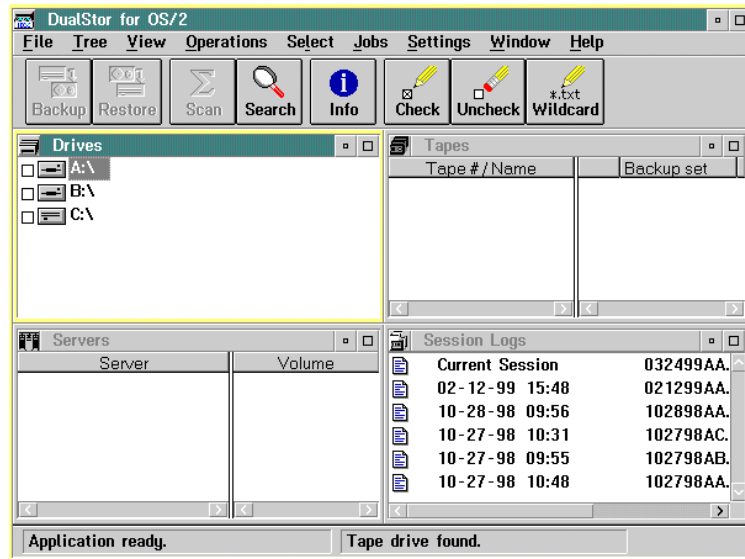 DualStor for OS/2
File Tree View Operations Select Jobs Settings Window Help
*.txt
Backup Restore Scan Search Info Check Uncheck Wildcard
Drives
A:\
B:\
C:\
Tapes
Tape #/Name Backup set
Servers
Server Volume
Session Logs
Current Session 032499AA.
02-12-99 15:48 021299AA.
10-28-98 09:56 102898AA.
10-27-98 10:31 102798AC.
10-27-98 09:55 102798AB.
10-27-98 10:48 102798AA.
Application ready. Tape drive found.